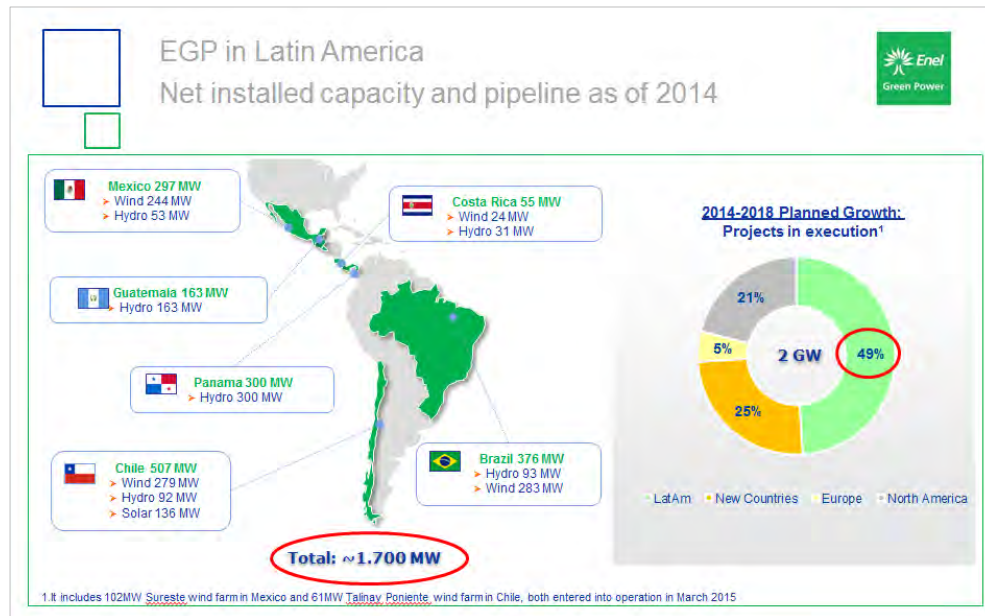 EGP in Latin America
Net installed capacity and pipeline as of 2014
Enel
Green Power
Mexico 297 MW
➤ Wind 244 MW
➤ Hydro 53 MW
Costa Rica 55 MW
➤ Wind 24 MW
➤ Hydro 31 MW
Guatemala 163 MW
➤ Hydro 163 MW
Panama 300 MW
➤ Hydro 300 MW
Chile 507 MW
➤ Wind 279 MW
➤ Hydro 92 MW
➤ Solar 136 MW
Brazil 376 MW
➤ Hydro 93 MW
➤ Wind 283 MW
Total: ~1.700 MW
2014-2018 Planned Growth:
Projects in execution¹
21%
5%
2 GW
49%
25%
LatAm New Countries Europe North America
1.It includes 102MW Sureste wind farm in Mexico and 61MW Talinay Poniente wind farm in Chile, both entered into operation in March 2015